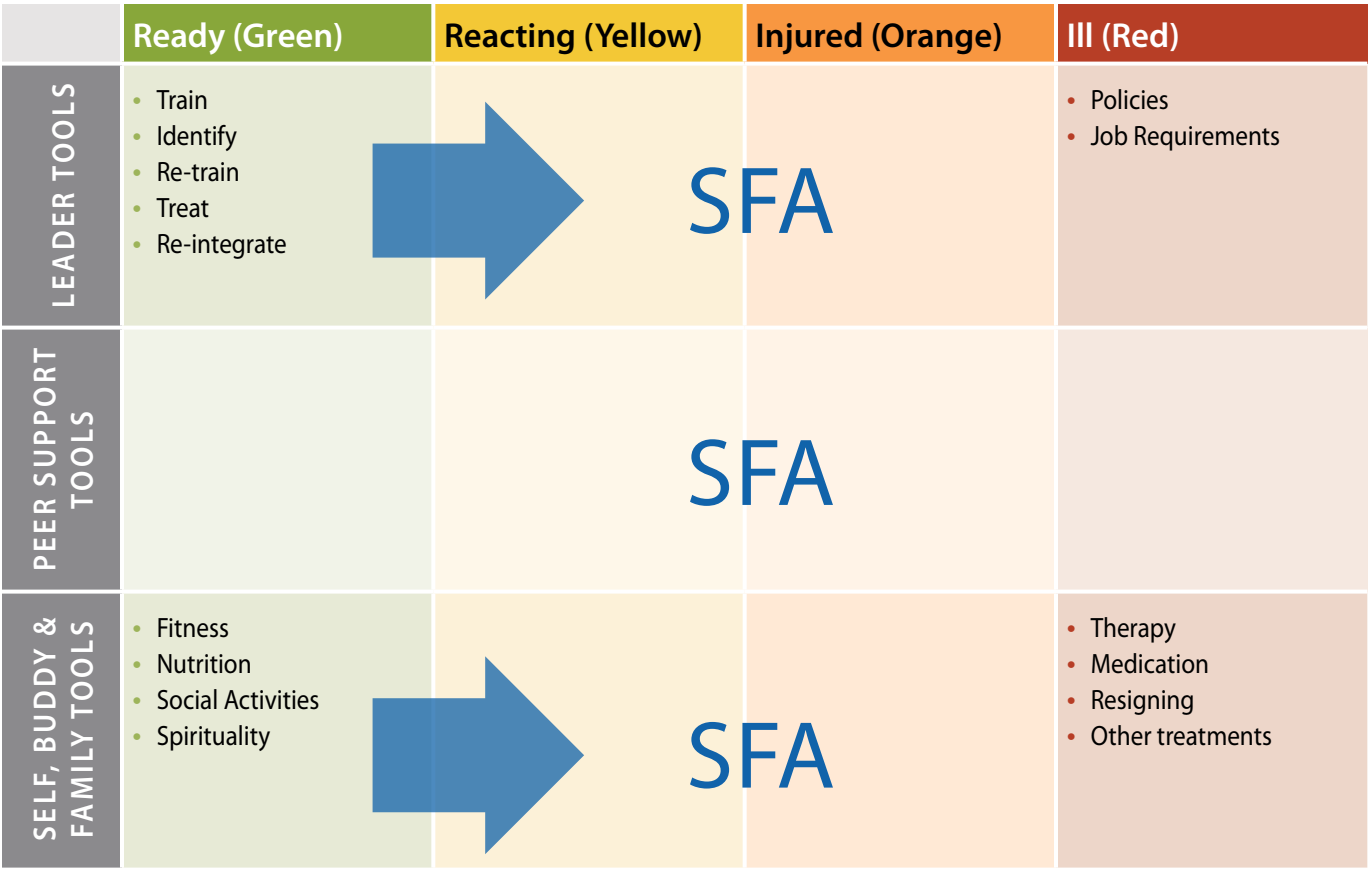 Ready (Green)
Reacting (Yellow)
Injured (Orange)
Ill (Red)
LEADER TOOLS
• Train
• Identify
• Re-train
• Treat
• Re-integrate
SFA
• Policies
• Job Requirements
PEER SUPPORT
TOOLS
SFA
SELF, BUDDY &
FAMILY TOOLS
• Fitness
• Nutrition
• Social Activities
• Spirituality
SFA
• Therapy
• Medication
• Resigning
• Other treatments